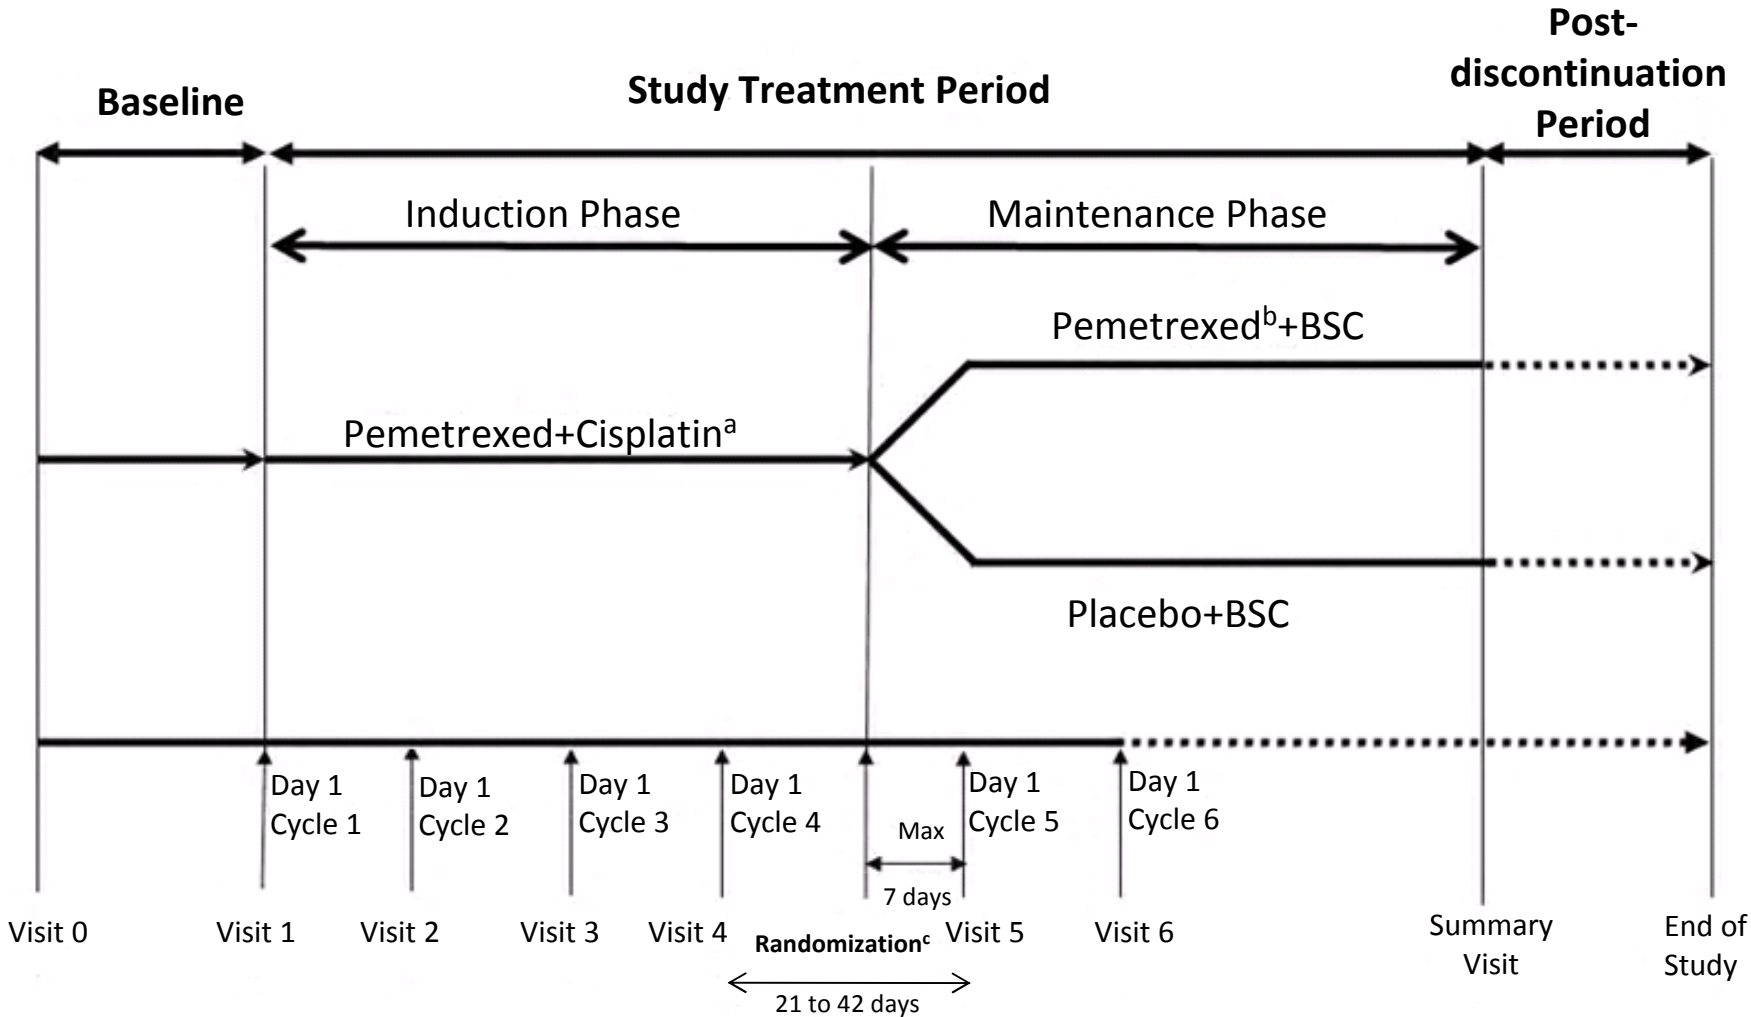 Post-
discontinuation
Period
Study Treatment Period
Baseline
Induction Phase
Maintenance Phase
Pemetrexedᵇ+BSC
Pemetrexed+Cisplatinᵃ
Placebo+BSC
Day 1
Cycle 1
Day 1
Cycle 2
Day 1
Cycle 3
Day 1
Cycle 4
Max
7 days
Day 1
Cycle 5
Day 1
Cycle 6
Visit 0
Visit 1
Visit 2
Visit 3
Visit 4
Randomizationᶜ
Visit 5
Visit 6
Summary
Visit
End of
Study
21 to 42 days